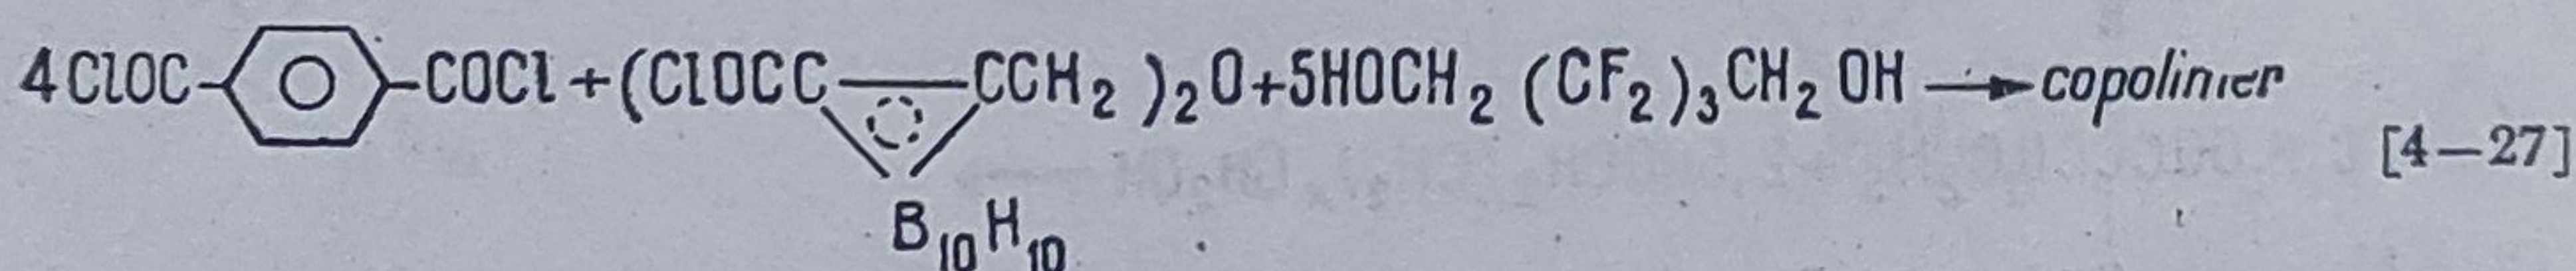 4ClOC-⌬-COCl+(ClOCC—CCH₂)₂O+5HOCH₂(CF₂)₃CH₂OH→copolimer
[4—27]
B₁₀H₁₀